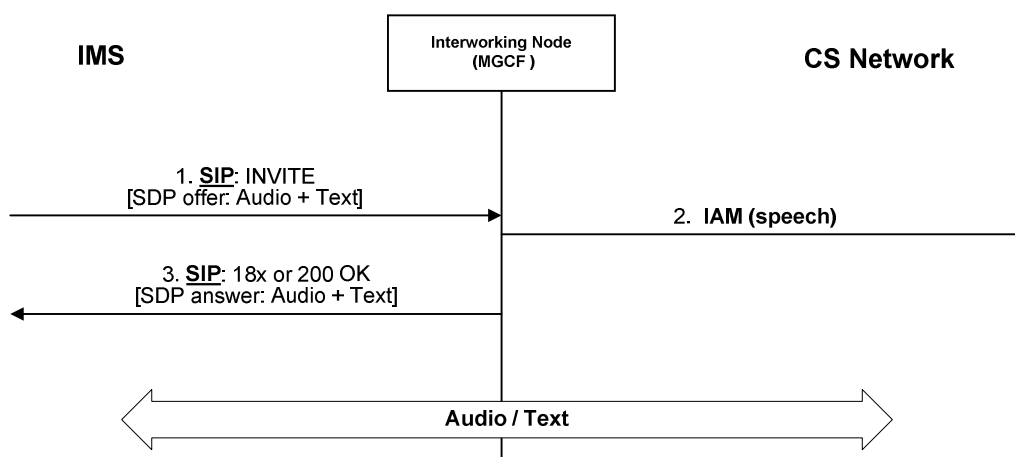 IMS
Interworking Node
(MGCF )
CS Network
1. SIP: INVITE
[SDP offer: Audio + Text]
2. IAM (speech)
3. SIP: 18x or 200 OK
[SDP answer: Audio + Text]
Audio / Text